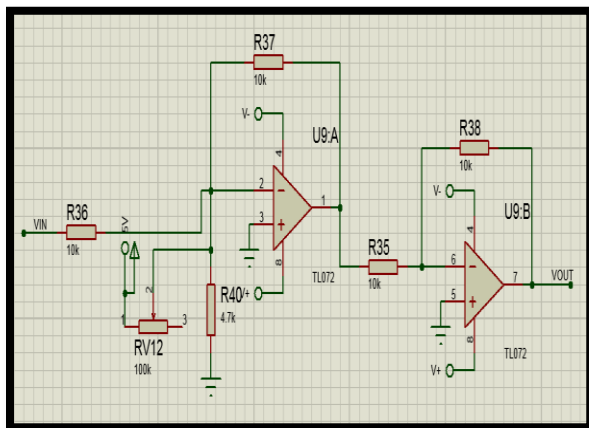 R37
10k
V-
4
U9:A
2
1
3
8
TL072
V+
R36
VIN
10k
5V
R40
4.7k
2
1
3
RV12
100k
R38
10k
V-
4
U9:B
R35
10k
6
7
VOUT
5
8
V+
TL072